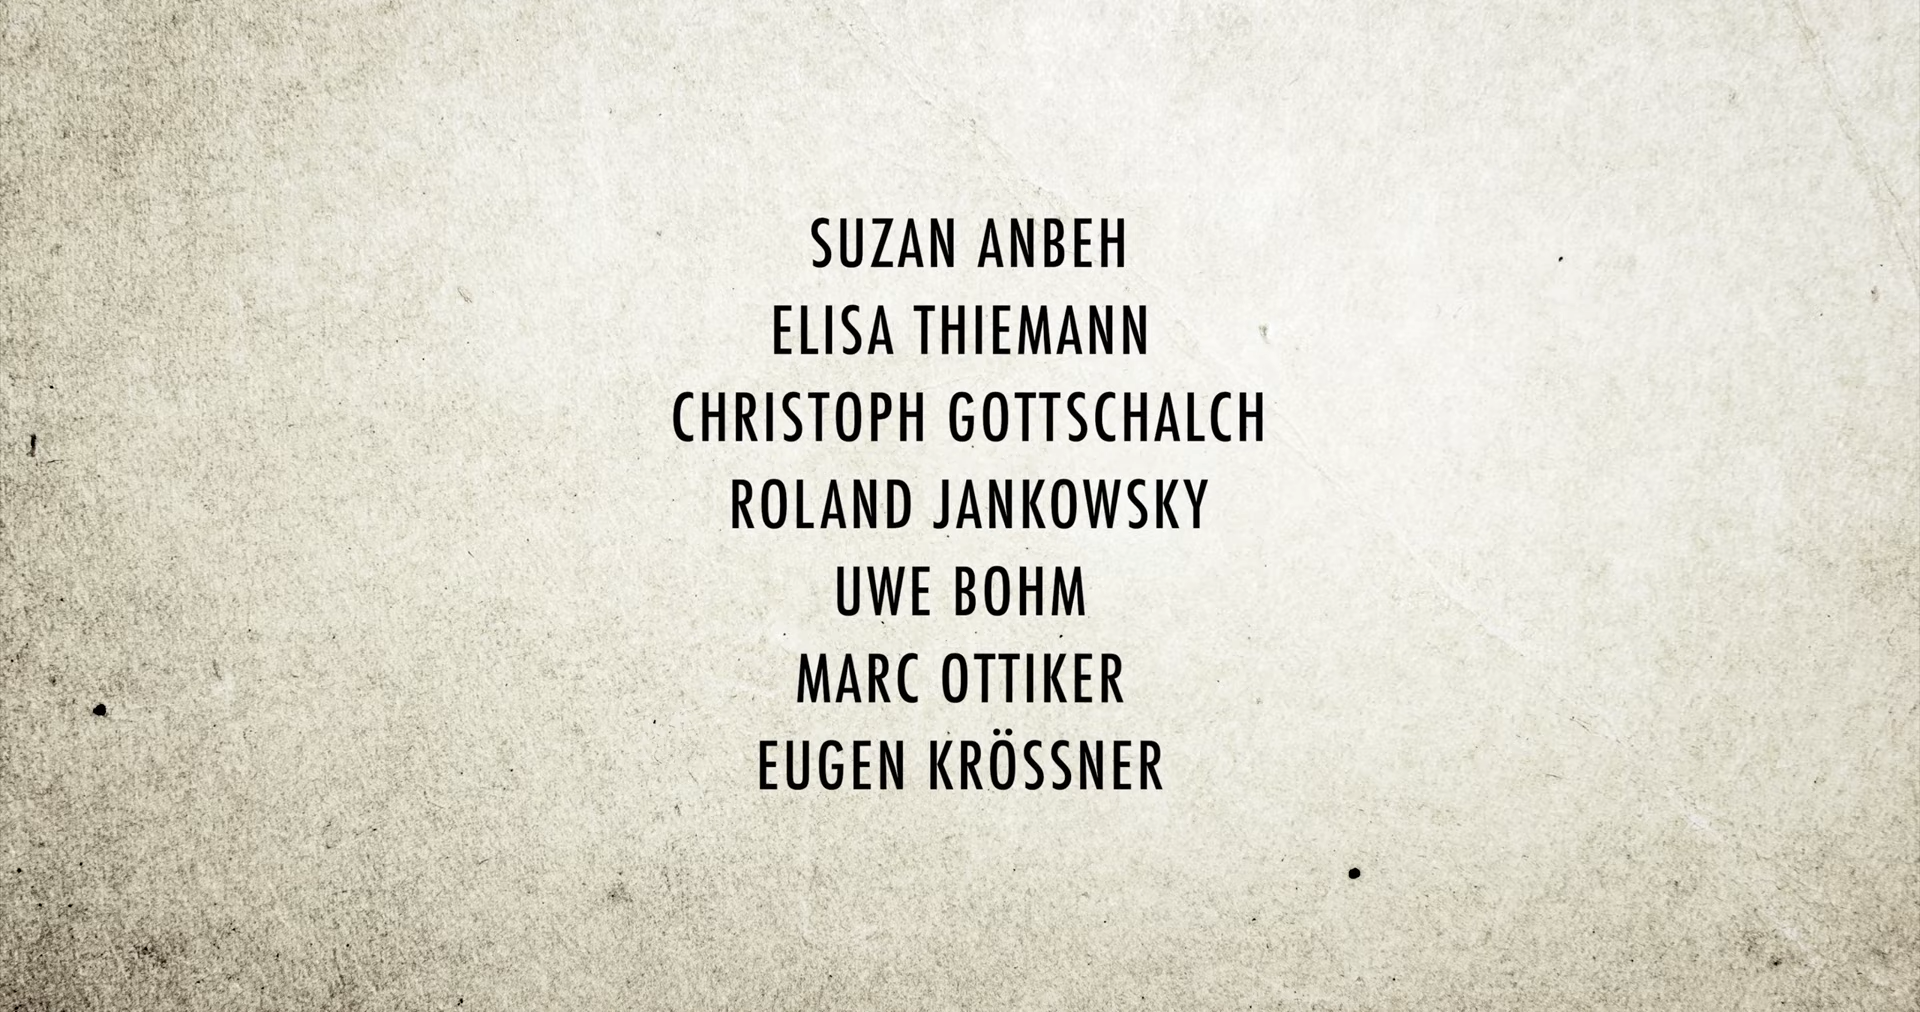 SUZAN ANBEH
ELISA THIEMANN
CHRISTOPH GOTTSCHALCH
ROLAND JANKOWSKY
UWE BOHM
MARC OTTIKER
EUGEN KRÖSSNER